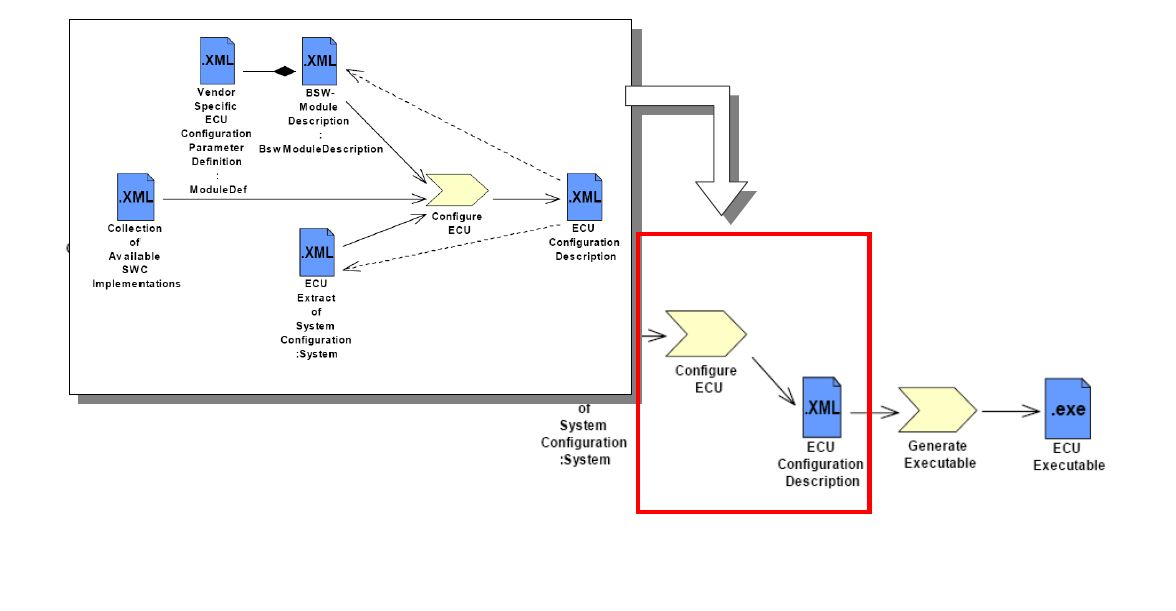 .XML
Vendor
Specific
ECU
Configuration
Parameter
Definition
:
ModuleDef
.XML
BSW-
Module
Description
:
BswModuleDescription
.XML
Collection
of
Available
SWC
Implementations
Configure
ECU
.XML
ECU
Configuration
Description
.XML
ECU
Extract
of
System
Configuration
:System
of
System
Configuration
:System
Configure
ECU
.XML
ECU
Configuration
Description
Generate
Executable
.exe
ECU
Executable